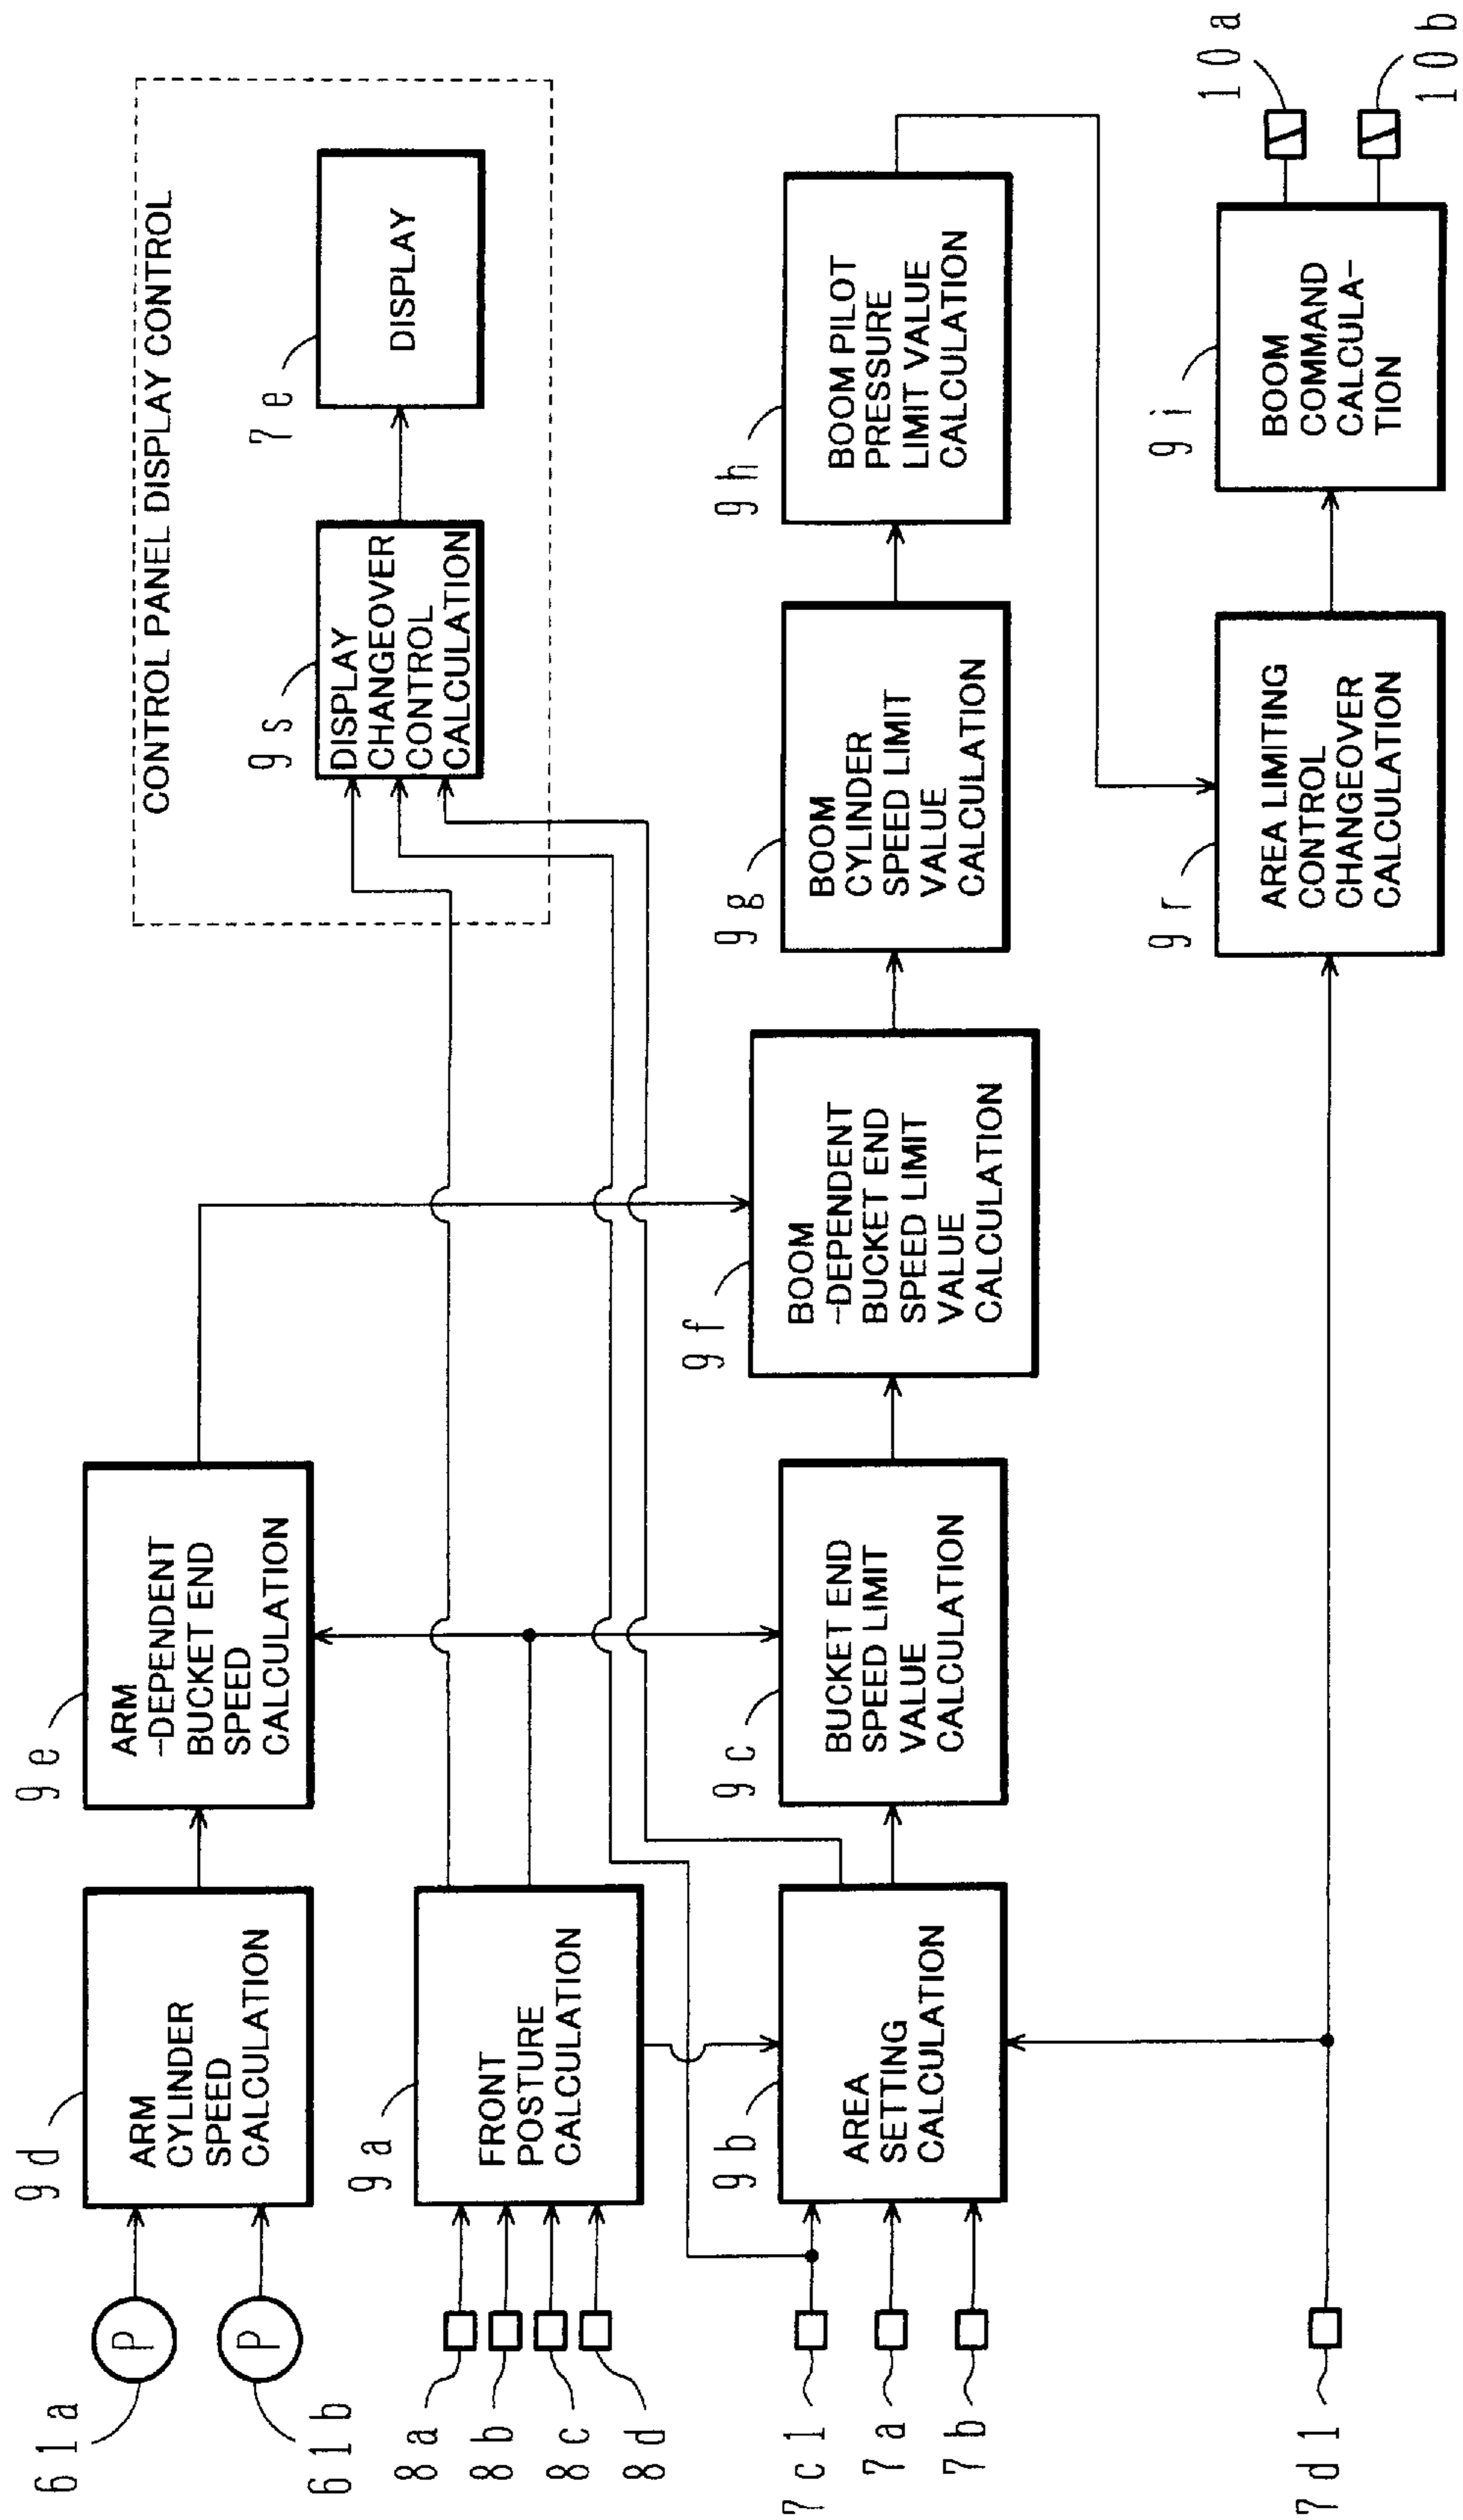 CONTROL PANEL DISPLAY CONTROL
61a
P
61b
P
9d
ARM
CYLINDER
SPEED
CALCULATION
9e
ARM
-DEPENDENT
BUCKET END
SPEED
CALCULATION
9s
DISPLAY
CHANGEOVER
CONTROL
CALCULATION
7e
DISPLAY
8a
8b
8c
8d
9a
FRONT
POSTURE
CALCULATION
7c1
7a
7b
9b
AREA
SETTING
CALCULATION
9c
BUCKET END
SPEED LIMIT
VALUE
CALCULATION
9f
BOOM
-DEPENDENT
BUCKET END
SPEED LIMIT
VALUE
CALCULATION
9g
BOOM
CYLINDER
SPEED LIMIT
VALUE
CALCULATION
9h
BOOM PILOT
PRESSURE
LIMIT VALUE
CALCULATION
7d1
9r
AREA LIMITING
CONTROL
CHANGEOVER
CALCULATION
9i
BOOM
COMMAND
CALCULA-
TION
10a
10b